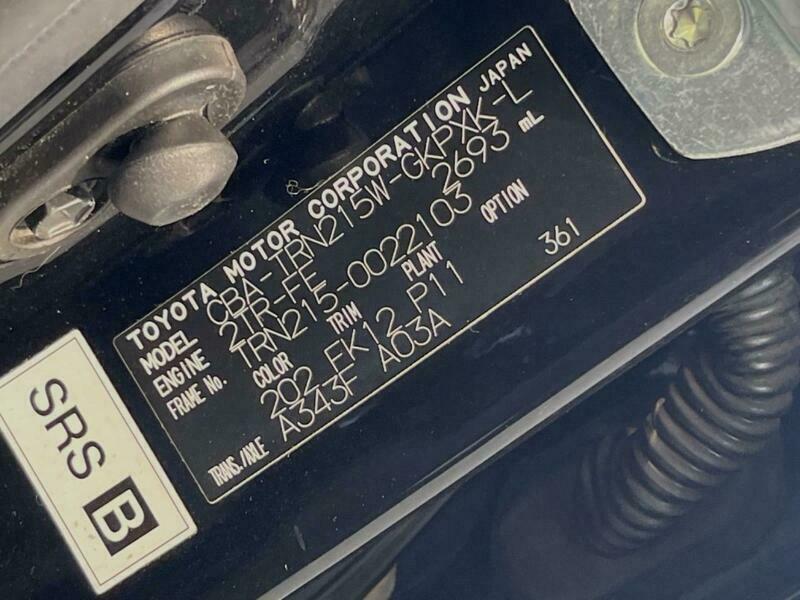 TOYOTA MOTOR CORPORATION JAPAN
MODEL CBA-TRN215W-GKPXK-L
ENGINE 2TR-FE 2693 mL
FRAME No. TRN215-0022103
COLOR TRIM PLANT OPTION
202 FK12 P11 361
TRANS./AXLE A343F A03A
SRS B